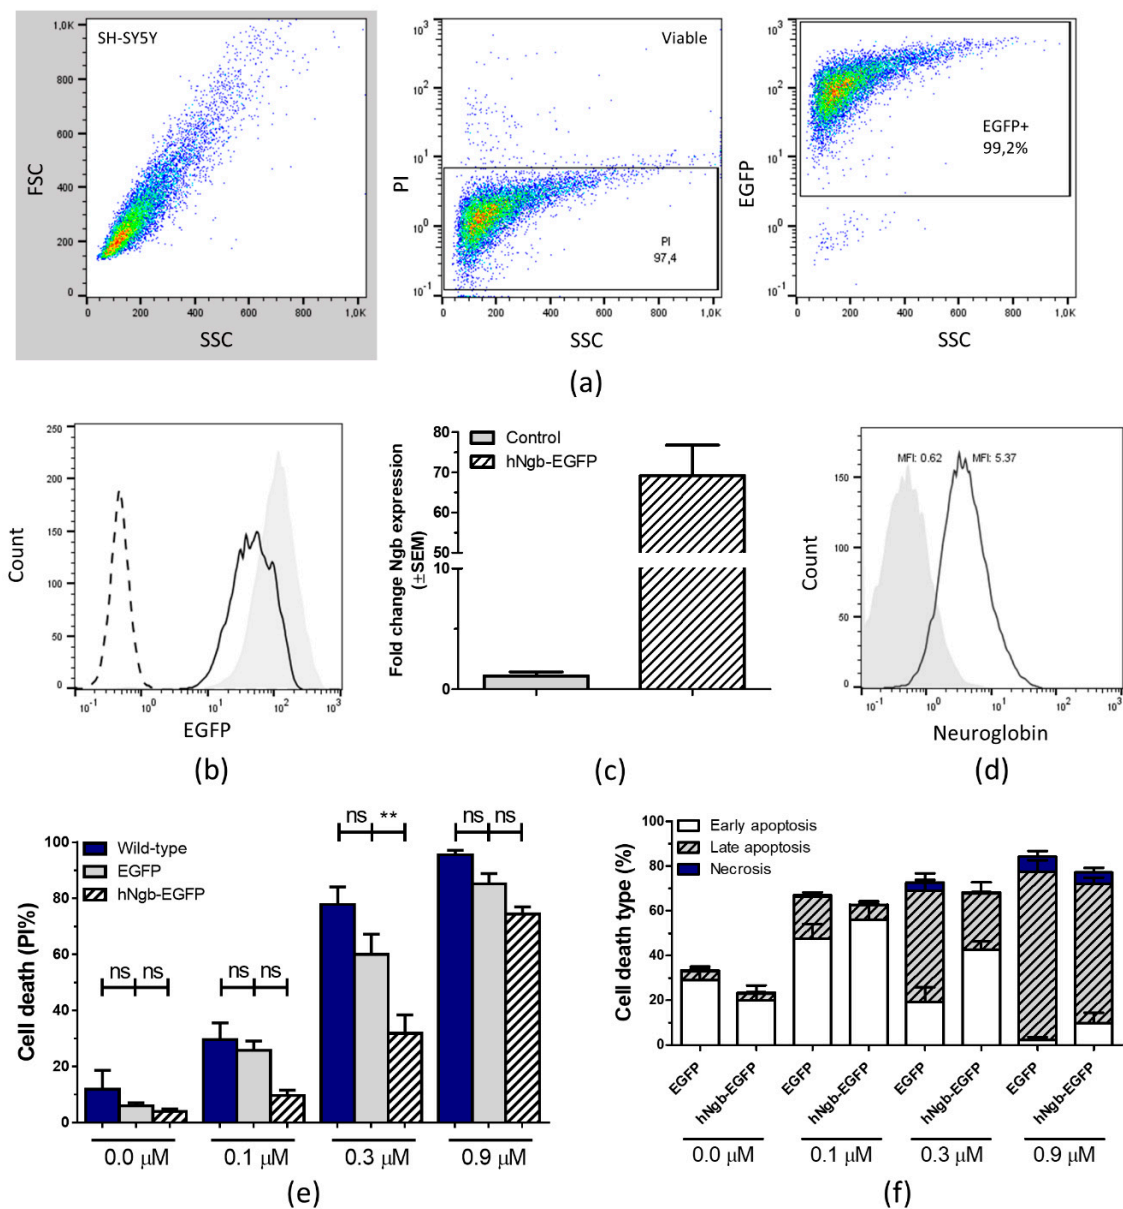 SH-SY5Y
1,0K
800
600
400
200
0
FSC
0 200 400 600 800 1,0K
SSC
Viable
10³
10²
10¹
10⁰
10⁻¹
PI
PI
97,4
0 200 400 600 800 1,0K
SSC
10³
10²
10¹
10⁰
10⁻¹
EGFP
EGFP+
99,2%
0 200 400 600 800 1,0K
SSC
(a)
250
200
150
100
50
0
Count
10⁻¹ 10⁰ 10¹ 10² 10³
EGFP
(b)
Control
hNgb-EGFP
80
70
60
50
10
0
Fold change Ngb expression
(±SEM)
(c)
MFI: 0.62
MFI: 5.37
150
100
50
0
Count
10⁻¹ 10⁰ 10¹ 10² 10³
Neuroglobin
(d)
Wild-type
EGFP
hNgb-EGFP
ns ns
ns ns
ns **
ns ns
100
80
60
40
20
0
Cell death (PI%)
0.0 µM 0.1 µM 0.3 µM 0.9 µM
(e)
Early apoptosis
Late apoptosis
Necrosis
100
80
60
40
20
0
Cell death type (%)
EGFP hNgb-EGFP EGFP hNgb-EGFP EGFP hNgb-EGFP EGFP hNgb-EGFP
0.0 µM 0.1 µM 0.3 µM 0.9 µM
(f)